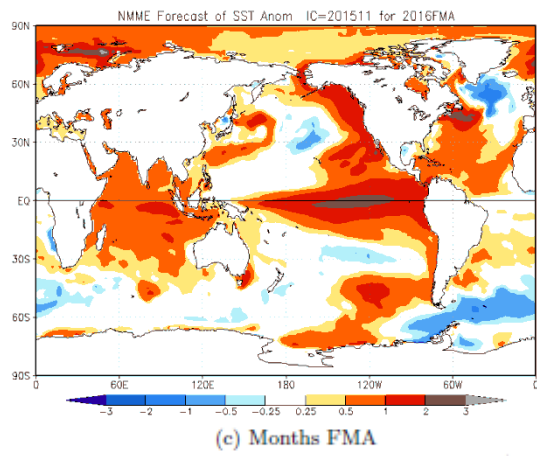 NMME Forecast of SST Anom IC=201511 for 2016FMA
90N
60N
30N
EQ
30S
60S
90S
0 60E 120E 180 120W 60W 0
-3 -2 -1 -0.5 -0.25 0.25 0.5 1 2 3
(c) Months FMA